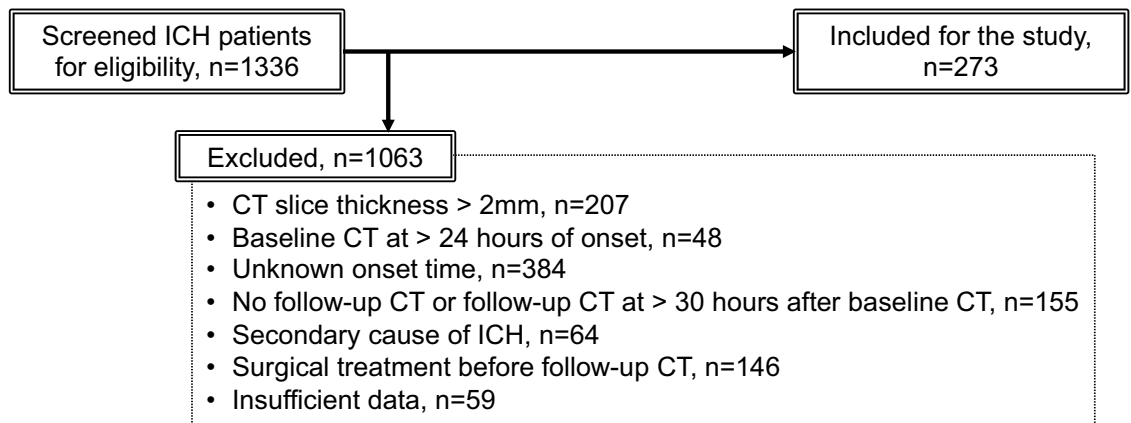 Screened ICH patients
for eligibility, n=1336
Included for the study,
n=273
Excluded, n=1063
• CT slice thickness > 2mm, n=207
• Baseline CT at > 24 hours of onset, n=48
• Unknown onset time, n=384
• No follow-up CT or follow-up CT at > 30 hours after baseline CT, n=155
• Secondary cause of ICH, n=64
• Surgical treatment before follow-up CT, n=146
• Insufficient data, n=59